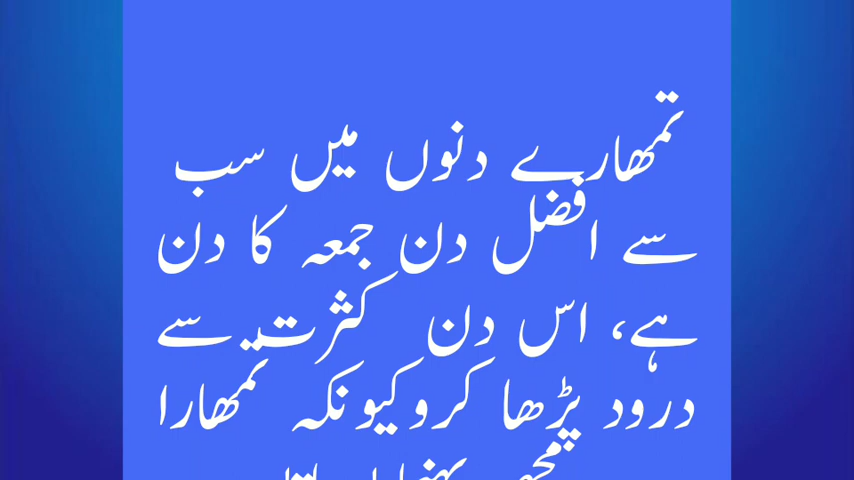 تمھارے دنوں میں سب
سے افضل دن جمعہ کا دن
ہے، اس دن کثرت سے
درود پڑھا کرو کیونکہ تمھارا